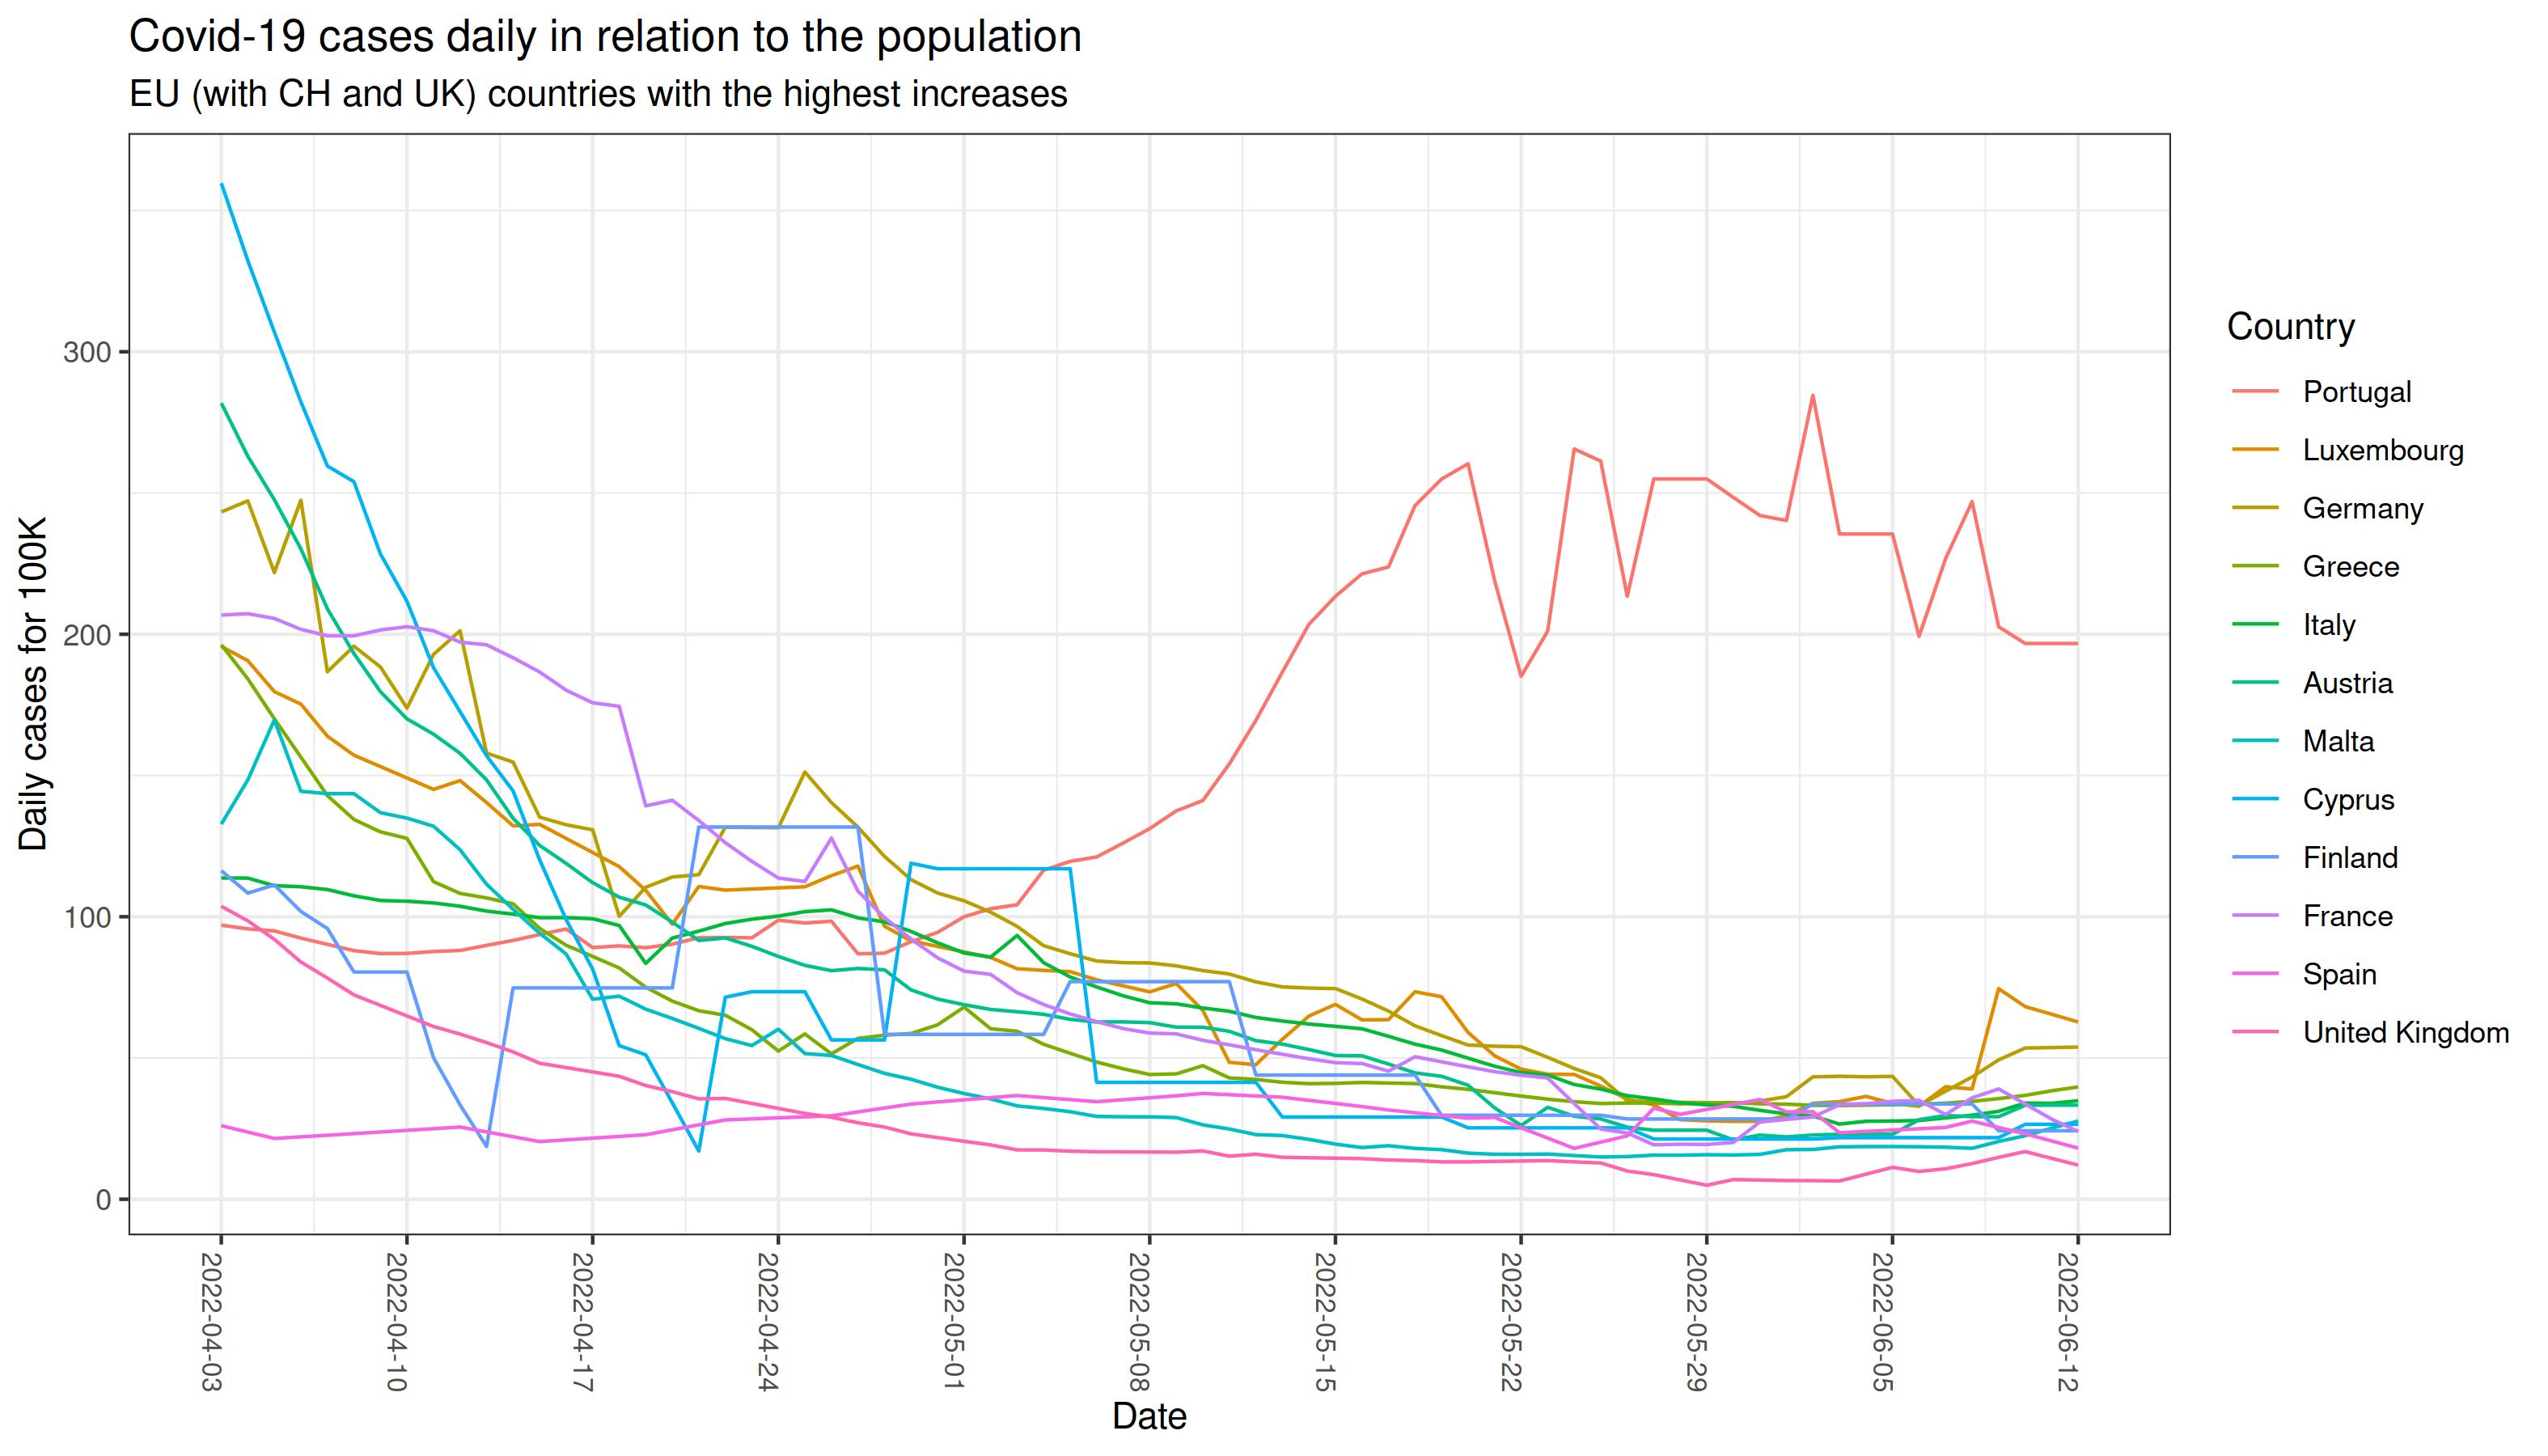 Covid-19 cases daily in relation to the population
EU (with CH and UK) countries with the highest increases
Daily cases for 100K
300
200
100
0
2022-04-03
2022-04-10
2022-04-17
2022-04-24
2022-05-01
2022-05-08
2022-05-15
2022-05-22
2022-05-29
2022-06-05
2022-06-12
Date
Country
Portugal
Luxembourg
Germany
Greece
Italy
Austria
Malta
Cyprus
Finland
France
Spain
United Kingdom